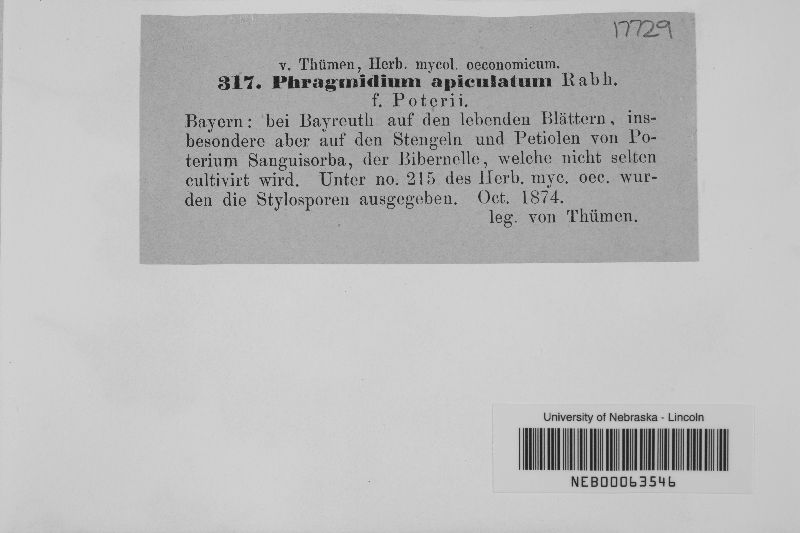 17729
v. Thümen, Herb. mycol. oeconomicum.
317. Phragmidium apiculatum Rabh.
f. Poterii.
Bayern: bei Bayreuth auf den lebenden Blättern, ins-
besondere aber auf den Stengeln und Petiolen von Po-
terium Sanguisorba, der Bibernelle, welche nicht selten
cultivirt wird. Unter no. 215 des Herb. myc. oec. wur-
den die Stylosporen ausgegeben. Oct. 1874.
leg. von Thümen.
University of Nebraska - Lincoln
NEB00063546